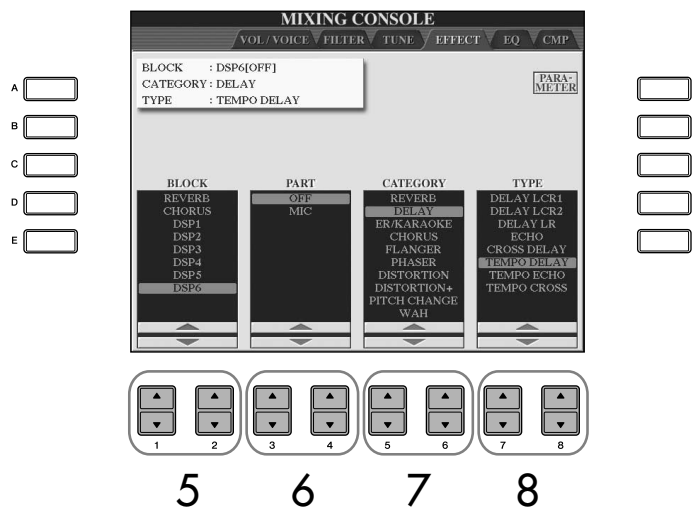 MIXING CONSOLE
VOL / VOICE FILTER TUNE EFFECT EQ CMP
BLOCK : DSP6[OFF]
CATEGORY : DELAY
TYPE : TEMPO DELAY
PARA-
METER
A
B
C
D
E
BLOCK PART CATEGORY TYPE
REVERB OFF REVERB DELAY LCR1
CHORUS MIC DELAY DELAY LCR2
DSP1 ER/KARAOKE DELAY LR
DSP2 CHORUS ECHO
DSP3 FLANGER CROSS DELAY
DSP4 PHASER TEMPO DELAY
DSP5 DISTORTION TEMPO ECHO
DSP6 DISTORTION+ TEMPO CROSS
PITCH CHANGE
WAH
1 2 3 4 5 6 7 8
5 6 7 8